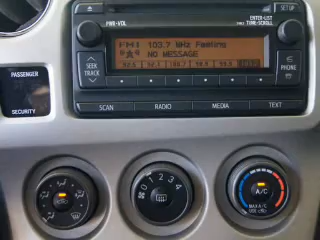 SETUP
PWR•VOL
ENTER•LIST
TUNE•SCROLL
FM1 103.7 MHz Feeling
NO MESSAGE
SEEK
TRACK
PHONE
PASSENGER
SECURITY
SCAN RADIO MEDIA TEXT
0 1 2 3 4
A/C
MAX A/C